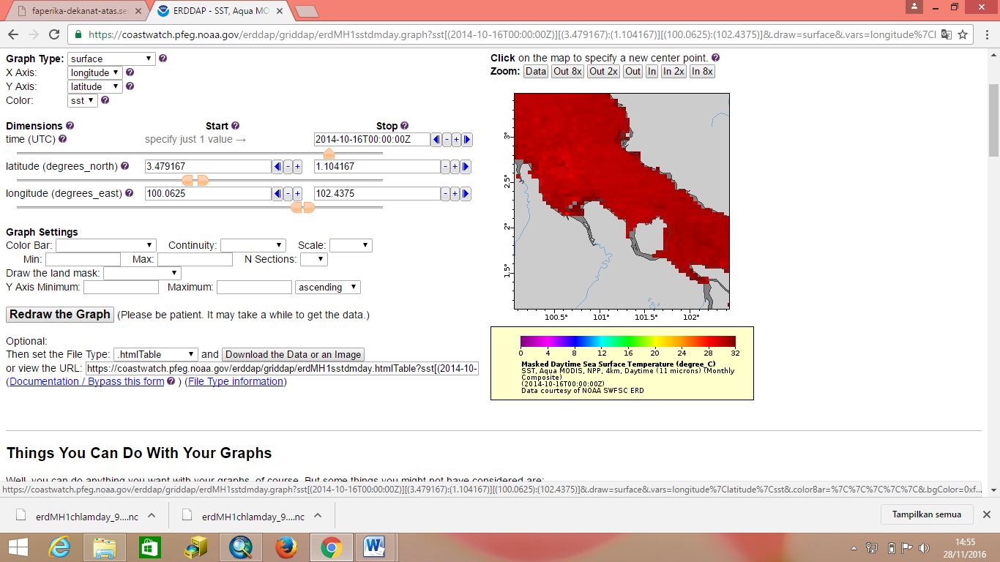 faperika-dekanat-atas.se
ERDDAP - SST, Aqua MO
https://coastwatch.pfeg.noaa.gov/erddap/griddap/erdMH1sstdmday.graph?sst[(2014-10-16T00:00:00Z)][(3.479167):(1.104167)][(100.0625):(102.4375)]&.draw=surface&.vars=longitude%7Cl
Graph Type: surface
X Axis: longitude
Y Axis: latitude
Color: sst
Dimensions Start Stop
time (UTC) specify just 1 value → 2014-10-16T00:00:00Z - +
latitude (degrees_north) 3.479167 - + 1.104167 - +
longitude (degrees_east) 100.0625 - + 102.4375 - +
Graph Settings
Color Bar: Continuity: Scale:
Min: Max: N Sections:
Draw the land mask:
Y Axis Minimum: Maximum: ascending
Redraw the Graph (Please be patient. It may take a while to get the data.)
Optional:
Then set the File Type: .htmlTable and Download the Data or an Image
or view the URL: https://coastwatch.pfeg.noaa.gov/erddap/griddap/erdMH1sstdmday.htmlTable?sst[(2014-10-
(Documentation / Bypass this form ) (File Type information)
Click on the map to specify a new center point.
Zoom: Data Out 8x Out 2x Out In In 2x In 8x
3°
2.5°
2°
1.5°
100.5° 101° 101.5° 102°
0 4 8 12 16 20 24 28 32
Masked Daytime Sea Surface Temperature (degree_C)
SST, Aqua MODIS, NPP, 4km, Daytime (11 microns) (Monthly
Composite)
(2014-10-16T00:00:00Z)
Data courtesy of NOAA SWFSC ERD
Things You Can Do With Your Graphs
Well, you can do anything you want with your graphs, of course. But some things you might not have considered are:
https://coastwatch.pfeg.noaa.gov/erddap/griddap/erdMH1sstdmday.graph?sst[(2014-10-16T00:00:00Z)][(3.479167):(1.104167)][(100.0625):(102.4375)]&.draw=surface&.vars=longitude%7Clatitude%7Csst&.colorBar=%7C%7C%7C%7C%7C&.bgColor=0xf...
erdMH1chlamday_9....nc
erdMH1chlamday_9....nc
Tampilkan semua
14:55
28/11/2016